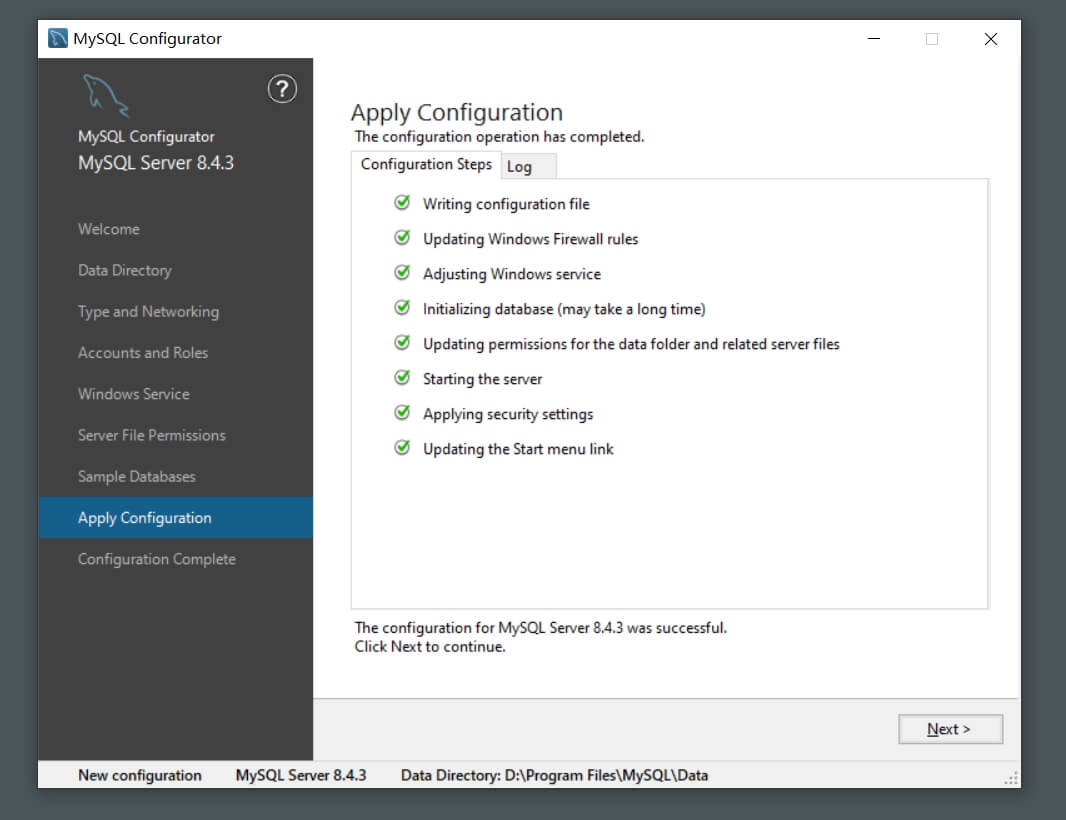 MySQL Configurator
?
MySQL Configurator
MySQL Server 8.4.3
Welcome
Data Directory
Type and Networking
Accounts and Roles
Windows Service
Server File Permissions
Sample Databases
Apply Configuration
Configuration Complete
Apply Configuration
The configuration operation has completed.
Configuration Steps Log
Writing configuration file
Updating Windows Firewall rules
Adjusting Windows service
Initializing database (may take a long time)
Updating permissions for the data folder and related server files
Starting the server
Applying security settings
Updating the Start menu link
The configuration for MySQL Server 8.4.3 was successful.
Click Next to continue.
Next >
New configuration MySQL Server 8.4.3 Data Directory: D:\Program Files\MySQL\Data